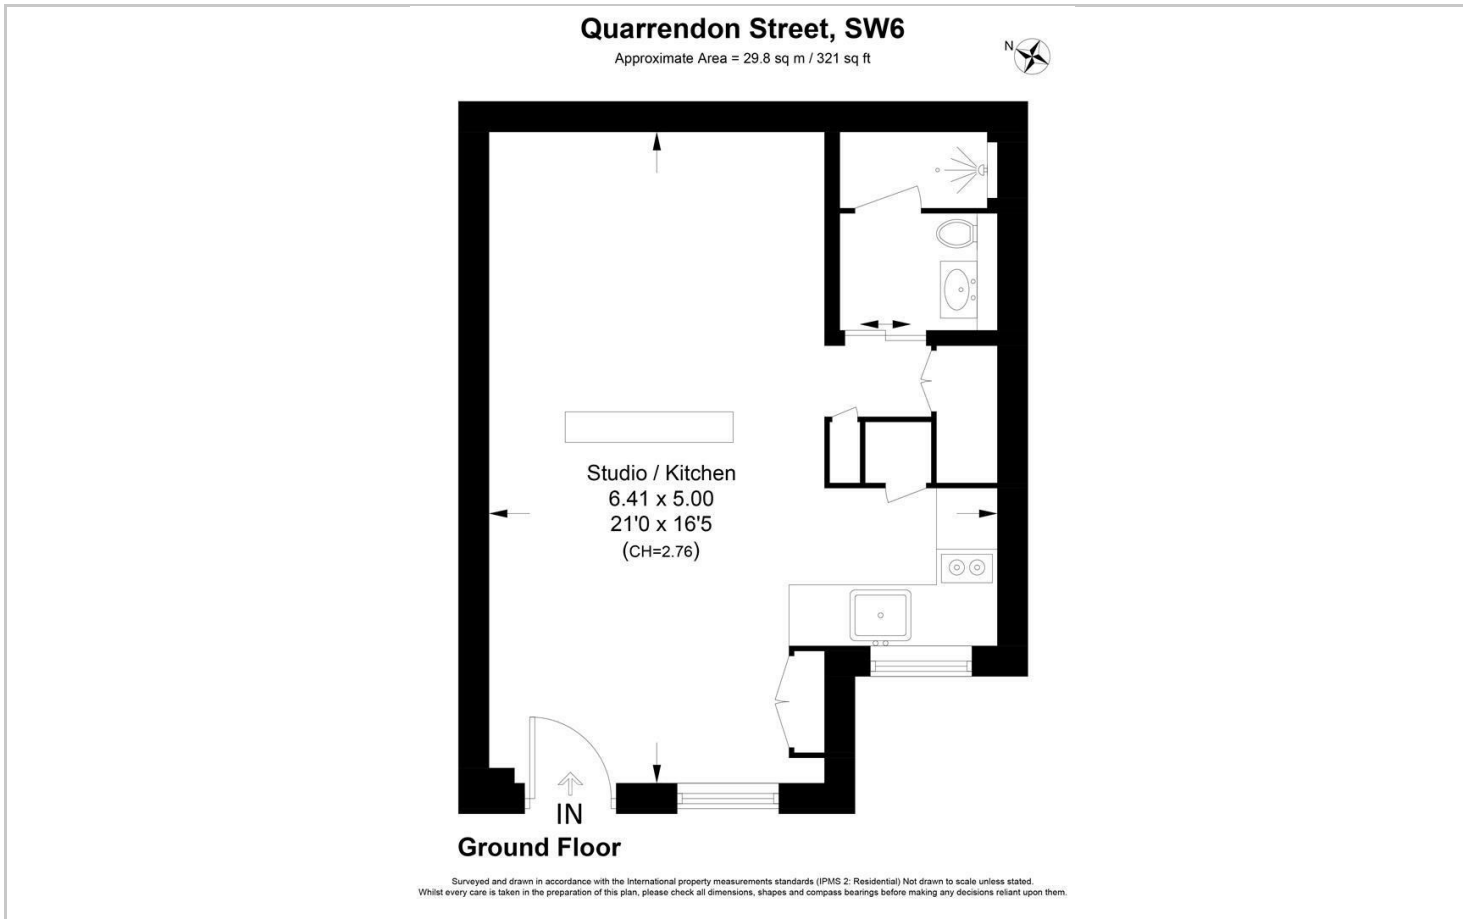 Quarrendon Street, SW6
Approximate Area = 29.8 sq m / 321 sq ft
N
Studio / Kitchen
6.41 x 5.00
21'0 x 16'5
(CH=2.76)
IN
Ground Floor
Surveyed and drawn in accordance with the International property measurements standards (IPMS 2: Residential) Not drawn to scale unless stated.
Whilst every care is taken in the preparation of this plan, please check all dimensions, shapes and compass bearings before making any decisions reliant upon them.